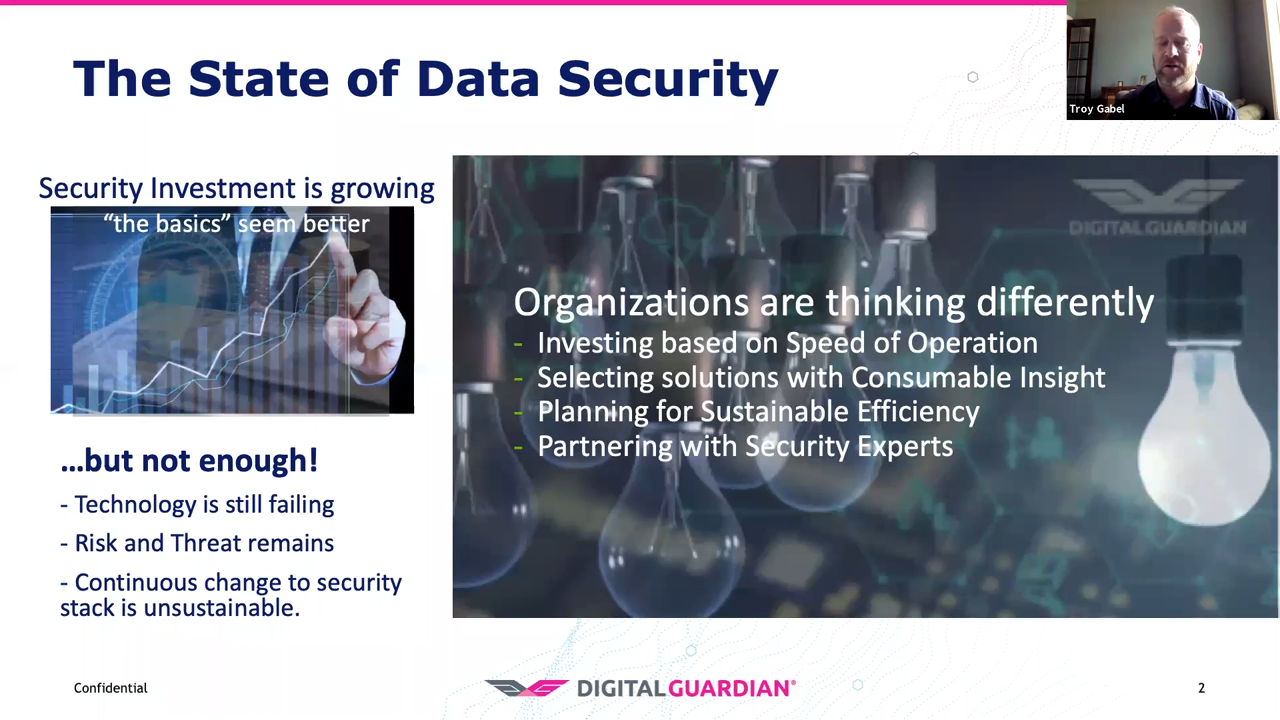 The State of Data Security
Troy Gabel
Security Investment is growing
“the basics” seem better
…but not enough!
- Technology is still failing
- Risk and Threat remains
- Continuous change to security
stack is unsustainable.
DIGITAL GUARDIAN
Organizations are thinking differently
- Investing based on Speed of Operation
- Selecting solutions with Consumable Insight
- Planning for Sustainable Efficiency
- Partnering with Security Experts
Confidential
DIGITALGUARDIAN®
2